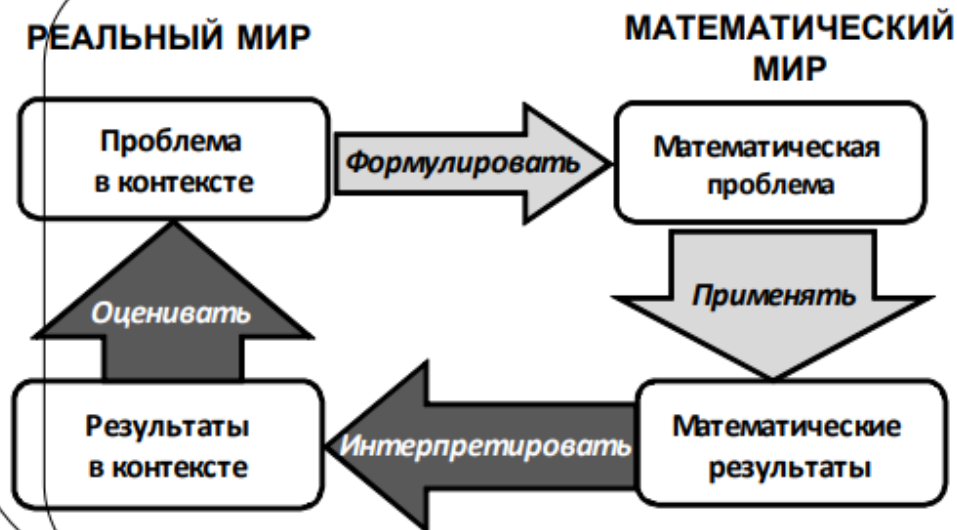 РЕАЛЬНЫЙ МИР
МАТЕМАТИЧЕСКИЙ
МИР
Проблема
в контексте
Формулировать
Математическая
проблема
Оценивать
Применять
Результаты
в контексте
Интерпретировать
Математические
результаты